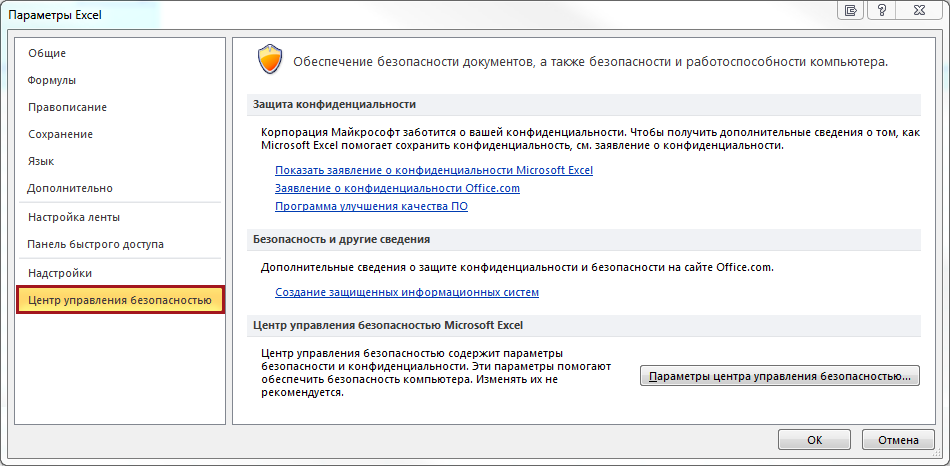 Параметры Excel
Общие
Формулы
Правописание
Сохранение
Язык
Дополнительно
Настройка ленты
Панель быстрого доступа
Надстройки
Центр управления безопасностью
Обеспечение безопасности документов, а также безопасности и работоспособности компьютера.
Защита конфиденциальности
Корпорация Майкрософт заботится о вашей конфиденциальности. Чтобы получить дополнительные сведения о том, как
Microsoft Excel помогает сохранить конфиденциальность, см. заявление о конфиденциальности.
Показать заявление о конфиденциальности Microsoft Excel
Заявление о конфиденциальности Office.com
Программа улучшения качества ПО
Безопасность и другие сведения
Дополнительные сведения о защите конфиденциальности и безопасности на сайте Office.com.
Создание защищенных информационных систем
Центр управления безопасностью Microsoft Excel
Центр управления безопасностью содержит параметры
безопасности и конфиденциальности. Эти параметры помогают
обеспечить безопасность компьютера. Изменять их не
рекомендуется.
Параметры центра управления безопасностью...
ОК
Отмена